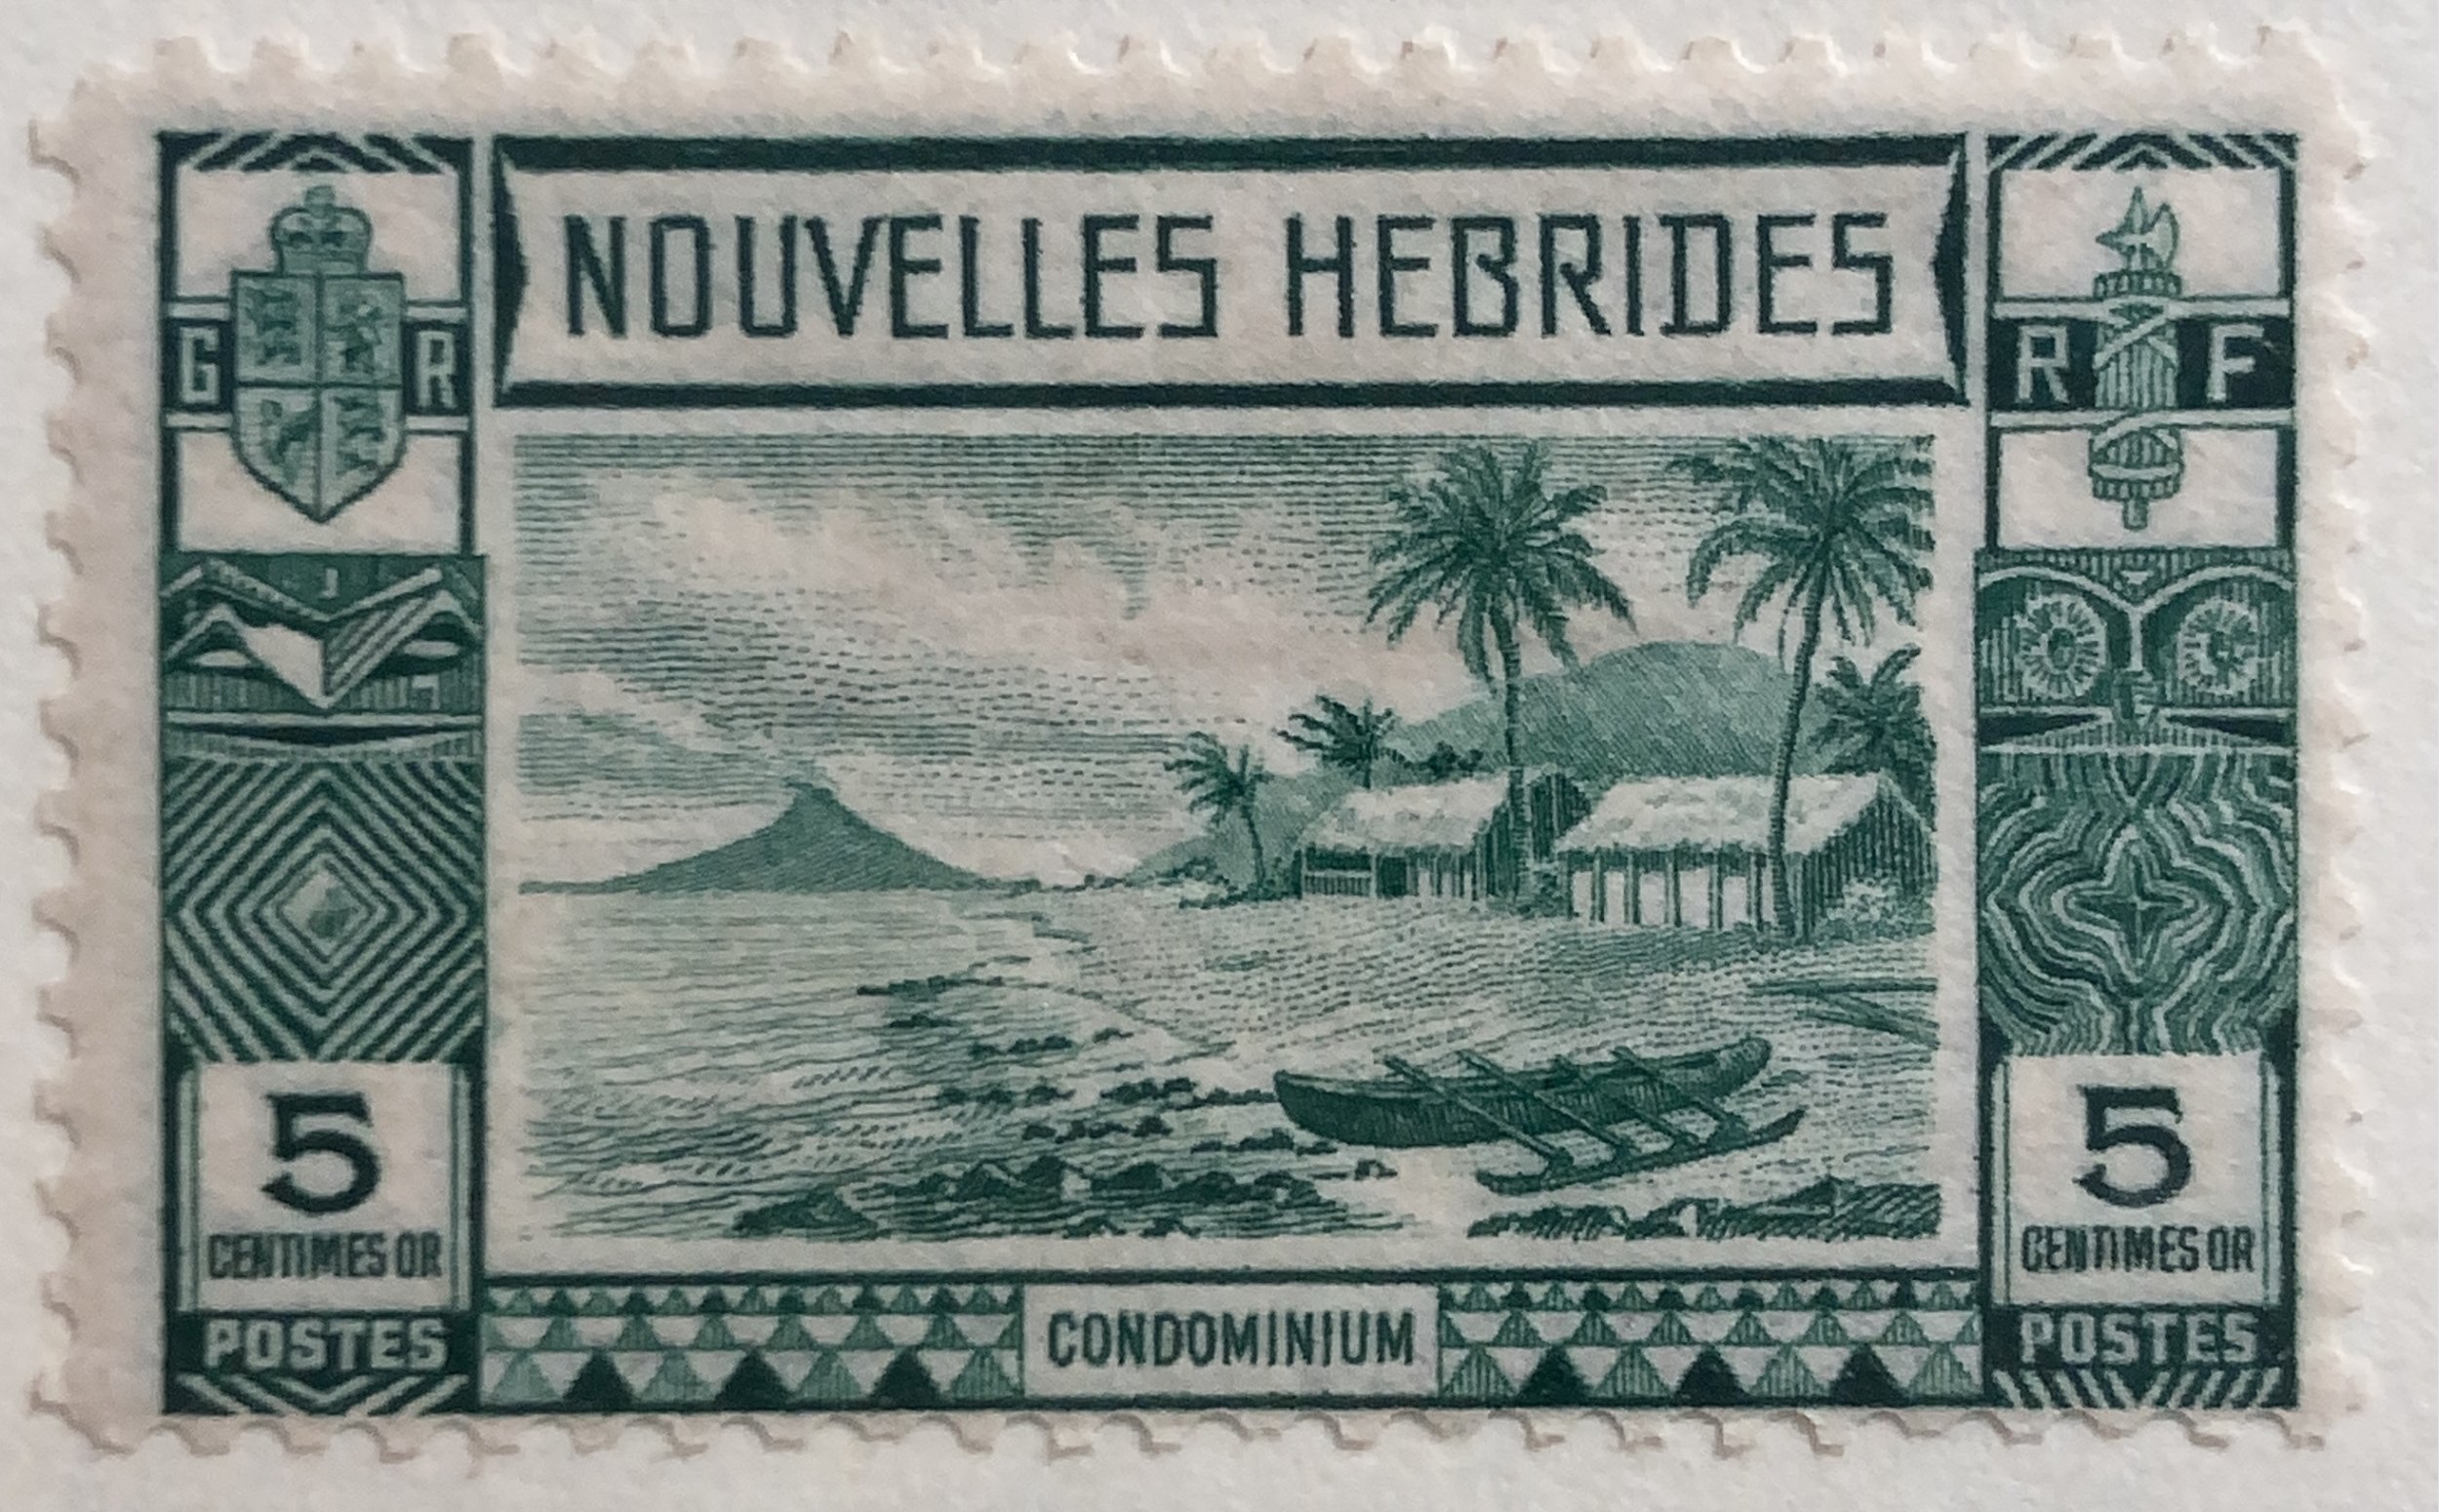 NOUVELLES HEBRIDES
G R
R F
5
CENTIMES OR
POSTES
CONDOMINIUM
5
CENTIMES OR
POSTES